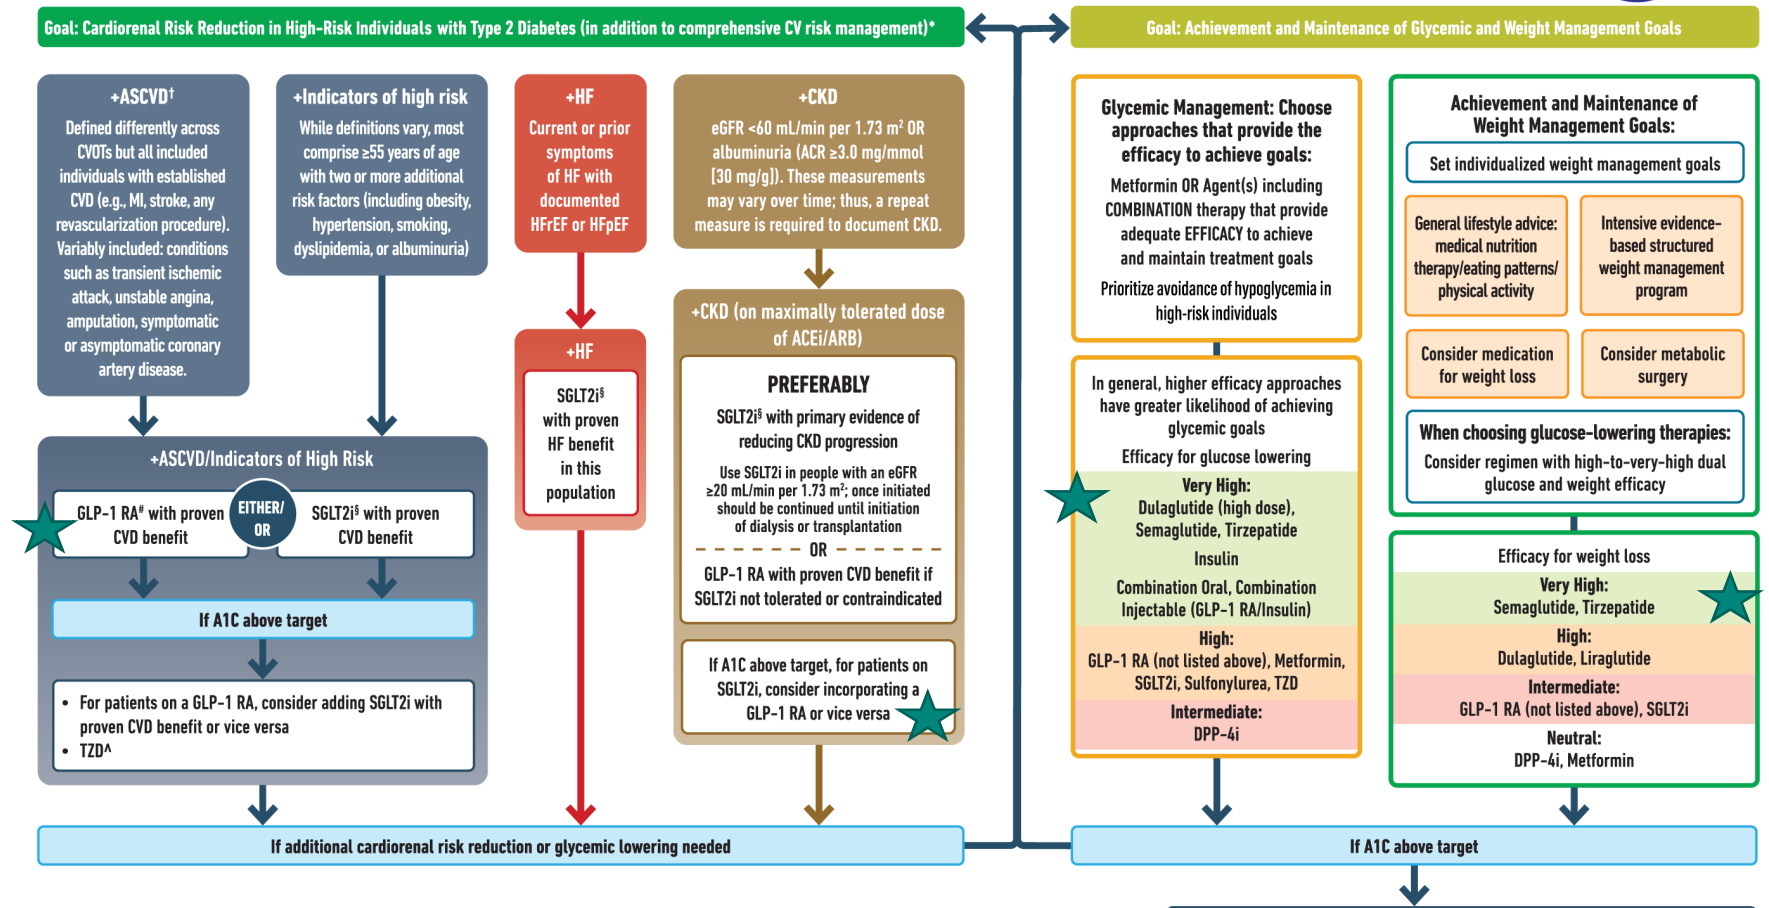 Goal: Cardiorenal Risk Reduction in High-Risk Individuals with Type 2 Diabetes (in addition to comprehensive CV risk management)*
Goal: Achievement and Maintenance of Glycemic and Weight Management Goals
+ASCVD†
Defined differently across
CVOTs but all included
individuals with established
CVD (e.g., MI, stroke, any
revascularization procedure).
Variably included: conditions
such as transient ischemic
attack, unstable angina,
amputation, symptomatic
or asymptomatic coronary
artery disease.
+Indicators of high risk
While definitions vary, most
comprise ≥55 years of age
with two or more additional
risk factors (including obesity,
hypertension, smoking,
dyslipidemia, or albuminuria)
+ASCVD/Indicators of High Risk
GLP-1 RA# with proven
CVD benefit
EITHER/
OR
SGLT2i§ with proven
CVD benefit
If A1C above target
• For patients on a GLP-1 RA, consider adding SGLT2i with
proven CVD benefit or vice versa
• TZD^
+HF
Current or prior
symptoms
of HF with
documented
HFrEF or HFpEF
+HF
SGLT2i§
with proven
HF benefit
in this
population
+CKD
eGFR <60 mL/min per 1.73 m² OR
albuminuria (ACR ≥3.0 mg/mmol
[30 mg/g]). These measurements
may vary over time; thus, a repeat
measure is required to document CKD.
+CKD (on maximally tolerated dose
of ACEi/ARB)
PREFERABLY
SGLT2i§ with primary evidence of
reducing CKD progression
Use SGLT2i in people with an eGFR
≥20 mL/min per 1.73 m²; once initiated
should be continued until initiation
of dialysis or transplantation
OR
GLP-1 RA with proven CVD benefit if
SGLT2i not tolerated or contraindicated
If A1C above target, for patients on
SGLT2i, consider incorporating a
GLP-1 RA or vice versa
If additional cardiorenal risk reduction or glycemic lowering needed
Glycemic Management: Choose
approaches that provide the
efficacy to achieve goals:
Metformin OR Agent(s) including
COMBINATION therapy that provide
adequate EFFICACY to achieve
and maintain treatment goals
Prioritize avoidance of hypoglycemia in
high-risk individuals
In general, higher efficacy approaches
have greater likelihood of achieving
glycemic goals
Efficacy for glucose lowering
Very High:
Dulaglutide (high dose),
Semaglutide, Tirzepatide
Insulin
Combination Oral, Combination
Injectable (GLP-1 RA/Insulin)
High:
GLP-1 RA (not listed above), Metformin,
SGLT2i, Sulfonylurea, TZD
Intermediate:
DPP-4i
Achievement and Maintenance of
Weight Management Goals:
Set individualized weight management goals
General lifestyle advice:
medical nutrition
therapy/eating patterns/
physical activity
Intensive evidence-
based structured
weight management
program
Consider medication
for weight loss
Consider metabolic
surgery
When choosing glucose-lowering therapies:
Consider regimen with high-to-very-high dual
glucose and weight efficacy
Efficacy for weight loss
Very High:
Semaglutide, Tirzepatide
High:
Dulaglutide, Liraglutide
Intermediate:
GLP-1 RA (not listed above), SGLT2i
Neutral:
DPP-4i, Metformin
If A1C above target